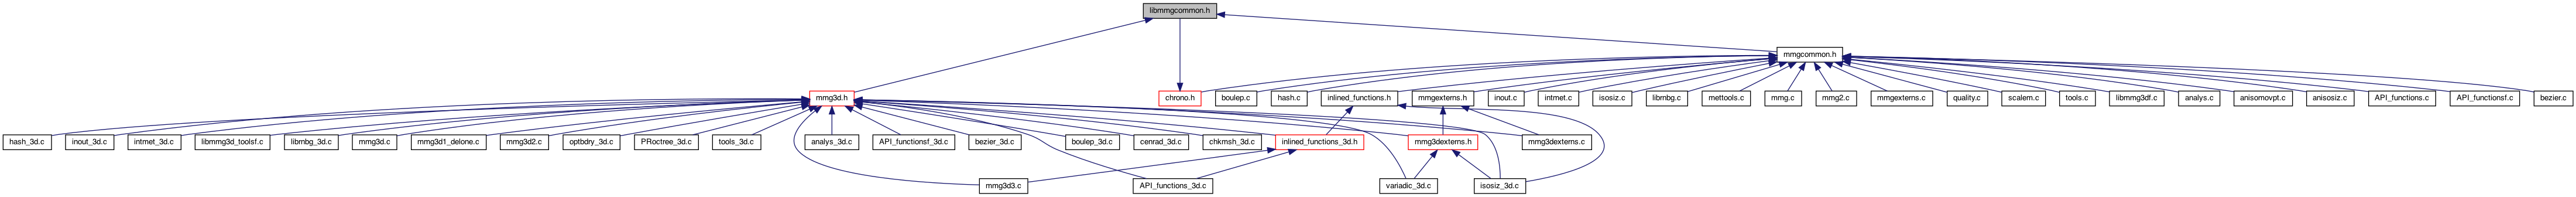 libmmgcommon.h
mmgcommon.h
mmg3d.h
chrono.h
boulep.c
hash.c
inlined_functions.h
mmgexterns.h
inout.c
intmet.c
isosiz.c
librnbg.c
mettools.c
mmg.c
mmg2.c
mmgexterns.c
quality.c
scalem.c
tools.c
libmmg3df.c
analys.c
anisomovpt.c
anisosiz.c
API_functions.c
API_functionsf.c
bezier.c
hash_3d.c
inout_3d.c
intmet_3d.c
libmmg3d_toolsf.c
librnbg_3d.c
mmg3d.c
mmg3d1_delone.c
mmg3d2.c
optbdry_3d.c
PRoctree_3d.c
tools_3d.c
analys_3d.c
API_functionsf_3d.c
bezier_3d.c
boulep_3d.c
cenrad_3d.c
chkmsh_3d.c
inlined_functions_3d.h
mmg3dexterns.h
mmg3dexterns.c
mmg3d3.c
API_functions_3d.c
variadic_3d.c
isosiz_3d.c